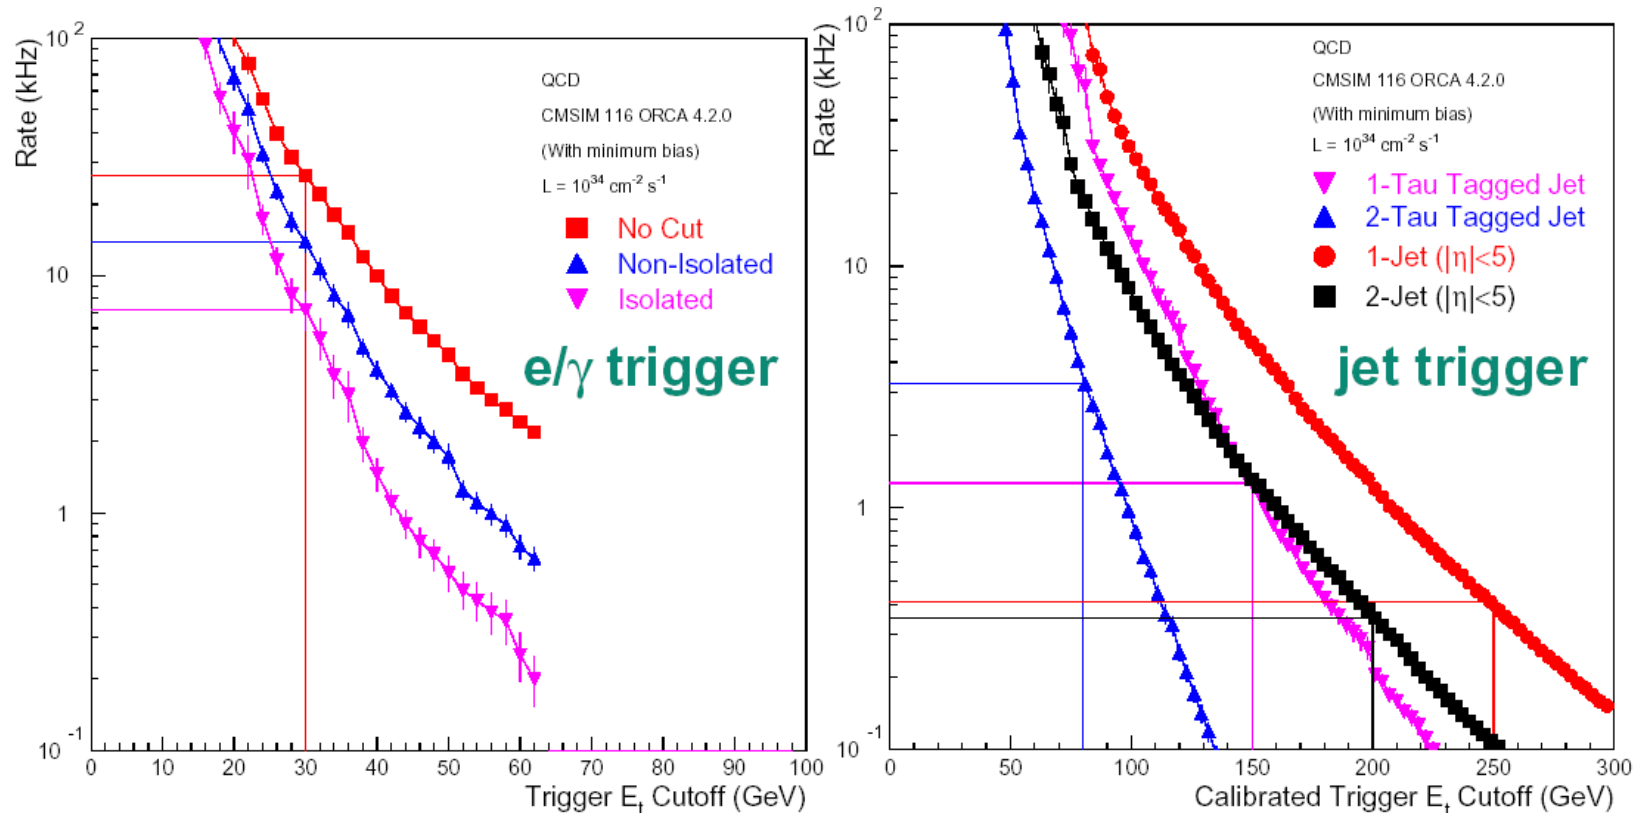 Rate (kHz)
10 2
10
1
10 -1
0 10 20 30 40 50 60 70 80 90 100
Trigger Et Cutoff (GeV)
QCD
CMSIM 116 ORCA 4.2.0
(With minimum bias)
L = 10^34 cm^-2 s^-1
No Cut
Non-Isolated
Isolated
e/γ trigger
Rate (kHz)
10 2
10
1
10 -1
0 50 100 150 200 250 300
Calibrated Trigger Et Cutoff (GeV)
QCD
CMSIM 116 ORCA 4.2.0
(With minimum bias)
L = 10^34 cm^-2 s^-1
1-Tau Tagged Jet
2-Tau Tagged Jet
1-Jet (|η|<5)
2-Jet (|η|<5)
jet trigger